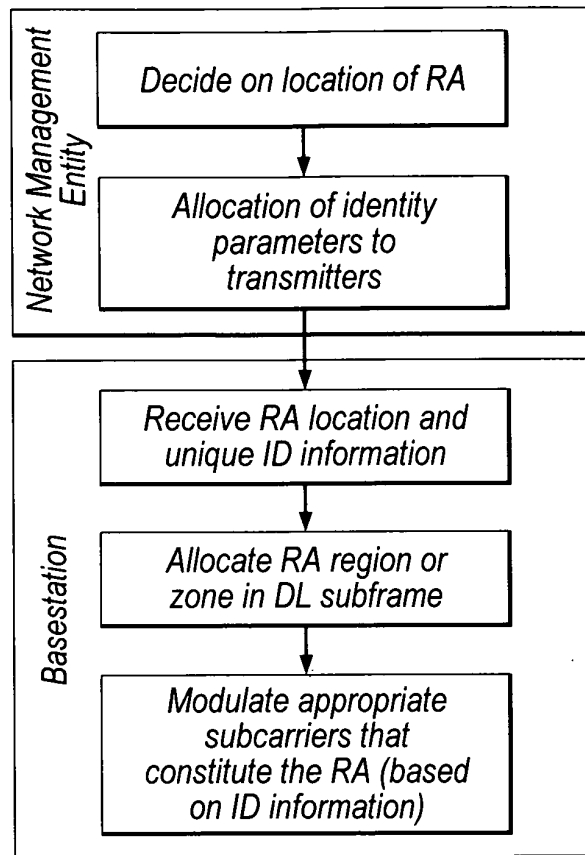 Network Management
Entity
Decide on location of RA
Allocation of identity
parameters to
transmitters
Basestation
Receive RA location and
unique ID information
Allocate RA region or
zone in DL subframe
Modulate appropriate
subcarriers that
constitute the RA (based
on ID information)